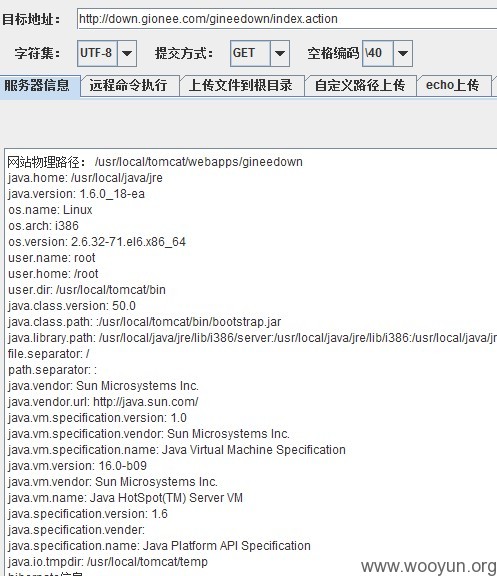 目标地址: http://down.gionee.com/gineedown/index.action
字符集: UTF-8 提交方式: GET 空格编码 \40
服务器信息 远程命令执行 上传文件到根目录 自定义路径上传 echo上传
网站物理路径: /usr/local/tomcat/webapps/gineedown
java.home: /usr/local/java/jre
java.version: 1.6.0_18-ea
os.name: Linux
os.arch: i386
os.version: 2.6.32-71.el6.x86_64
user.name: root
user.home: /root
user.dir: /usr/local/tomcat/bin
java.class.version: 50.0
java.class.path: :/usr/local/tomcat/bin/bootstrap.jar
java.library.path: /usr/local/java/jre/lib/i386/server:/usr/local/java/jre/lib/i386:/usr/local/java/jr
file.separator: /
path.separator: :
java.vendor: Sun Microsystems Inc.
java.vendor.url: http://java.sun.com/
java.vm.specification.version: 1.0
java.vm.specification.vendor: Sun Microsystems Inc.
java.vm.specification.name: Java Virtual Machine Specification
java.vm.version: 16.0-b09
java.vm.vendor: Sun Microsystems Inc.
java.vm.name: Java HotSpot(TM) Server VM
java.specification.version: 1.6
java.specification.vender:
java.specification.name: Java Platform API Specification
java.io.tmpdir: /usr/local/tomcat/temp
hibernate信息
www.wooyun.org